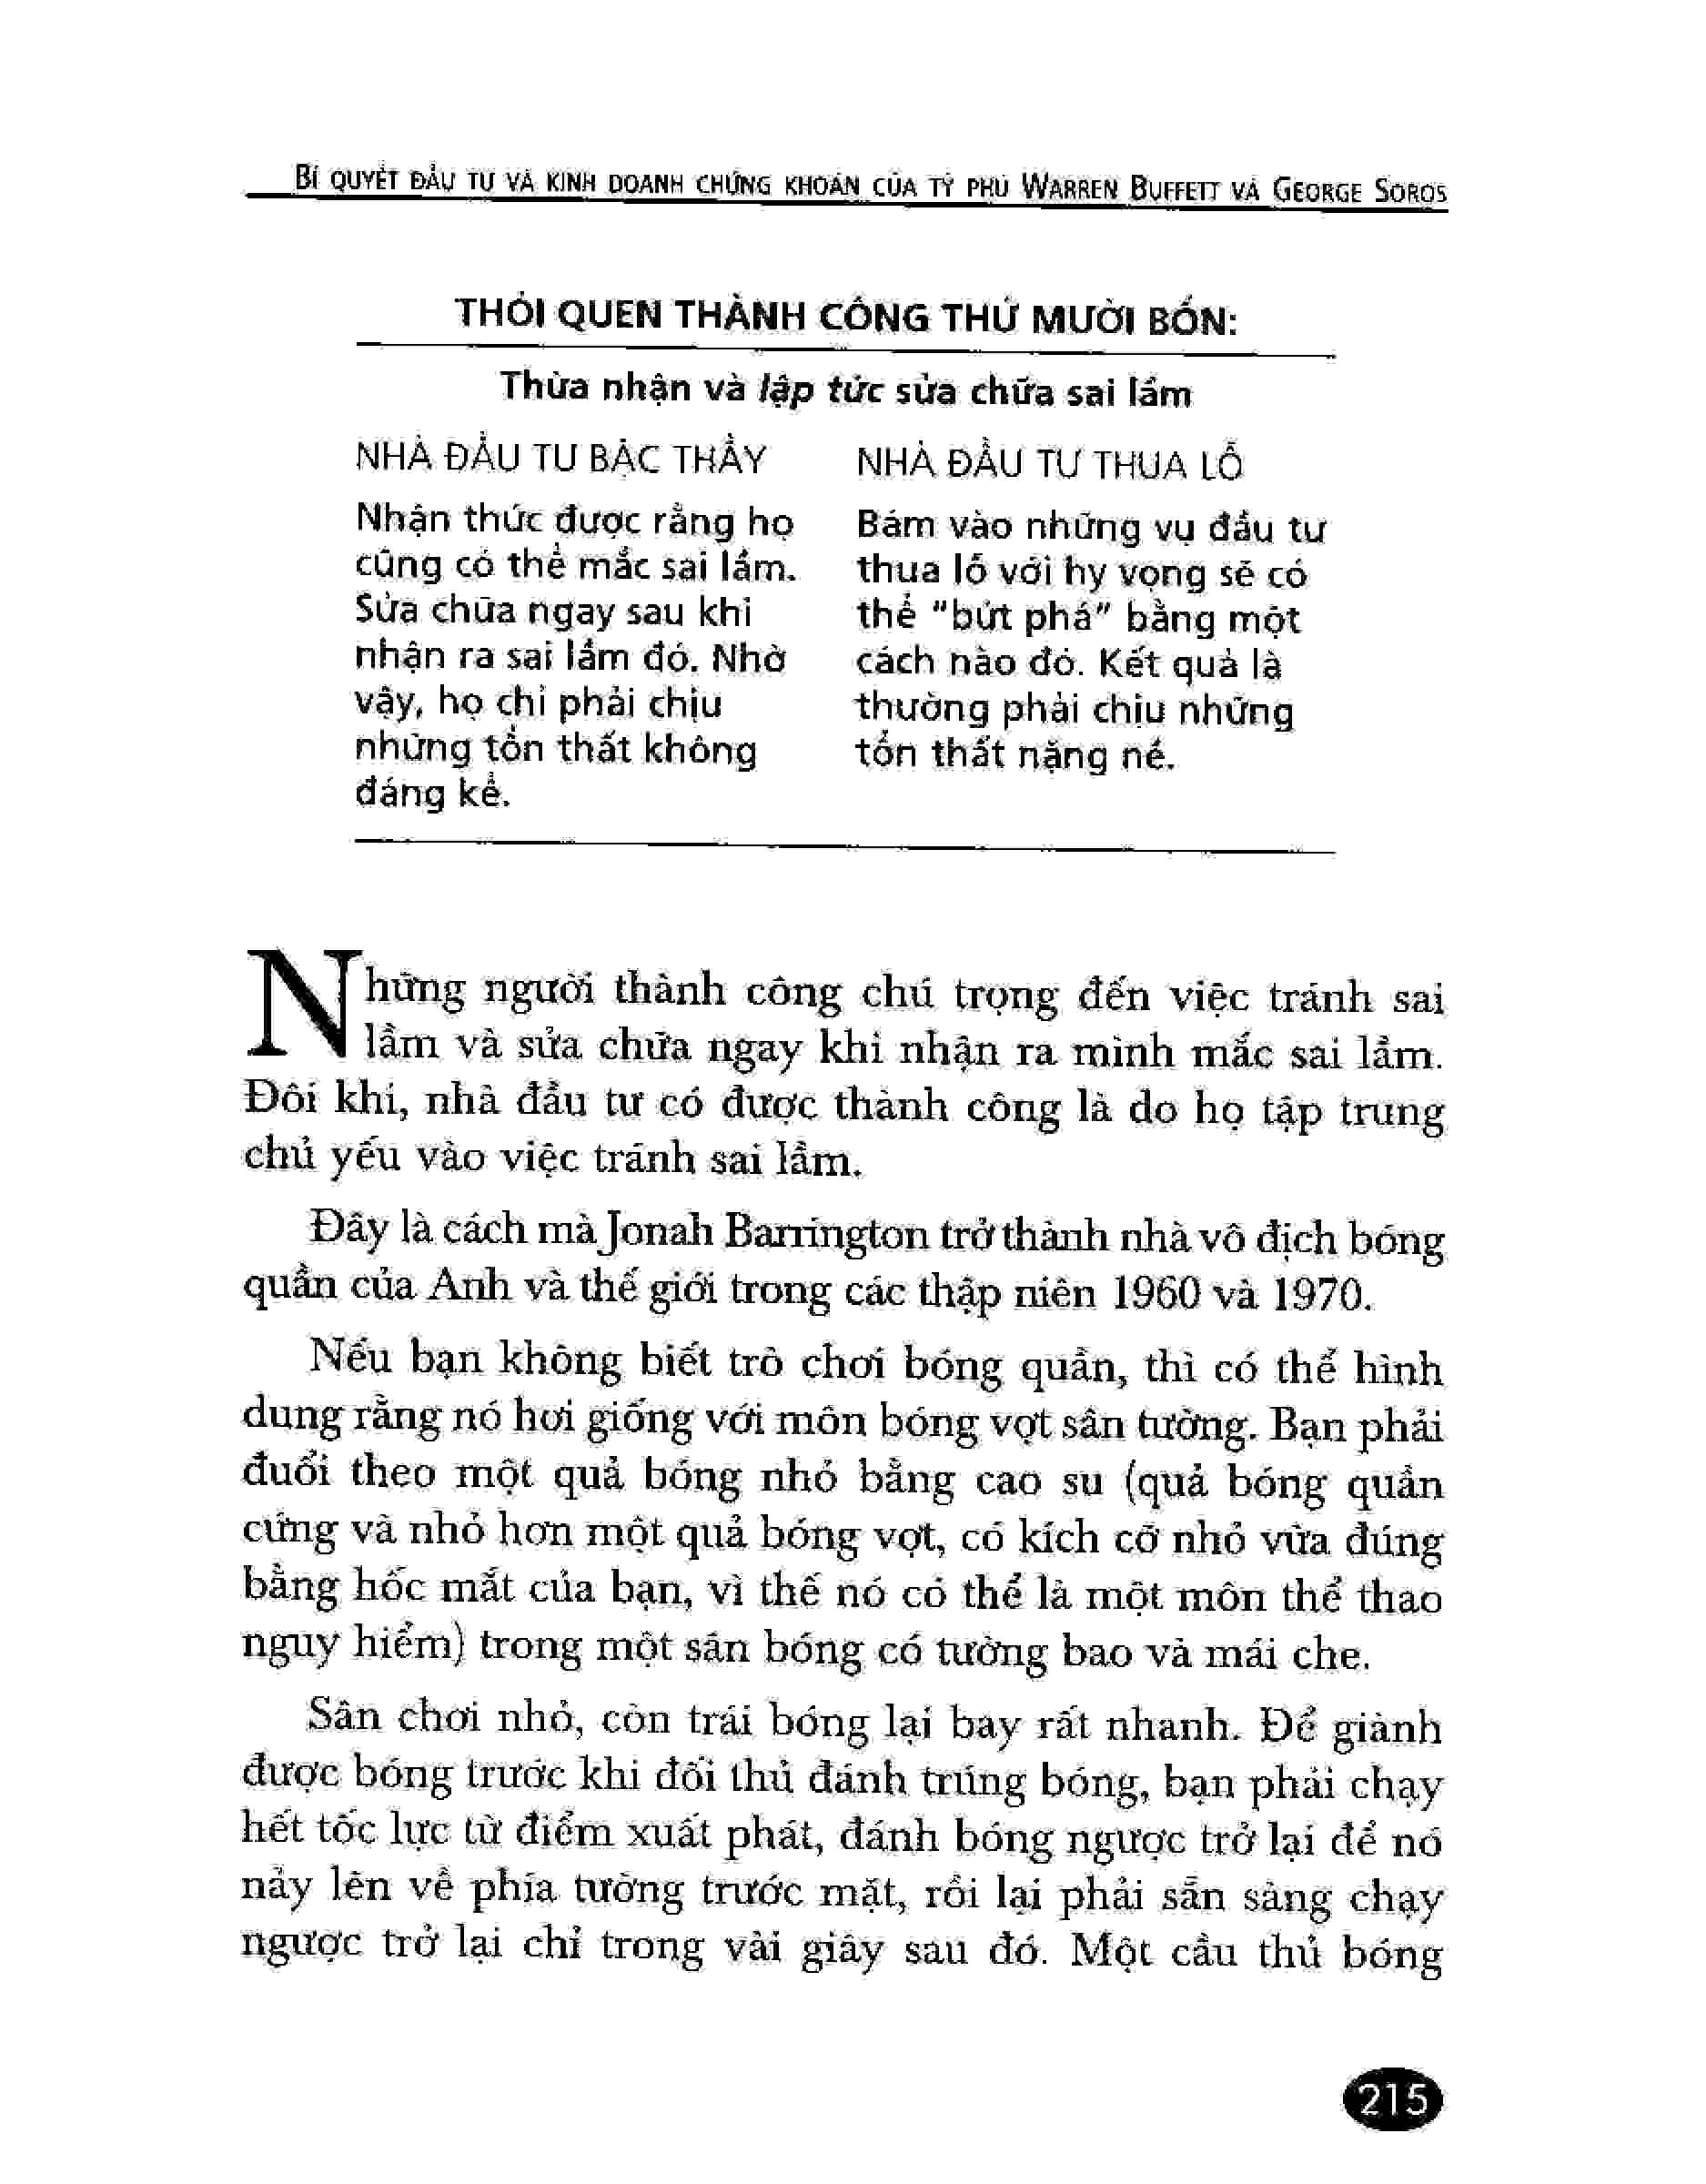 BÍ QUYẾT ĐẦU TƯ VÀ KINH DOANH CHỨNG KHOÁN CỦA TỶ PHÚ WARREN BUFFETT VÀ GEORGE SOROS
THÓI QUEN THÀNH CÔNG THỨ MƯỜI BỐN:
Thừa nhận và lập tức sửa chữa sai lầm
NHÀ ĐẦU TƯ BẬC THẦY
Nhận thức được rằng họ
cũng có thể mắc sai lầm.
Sửa chữa ngay sau khi
nhận ra sai lầm đó. Nhờ
vậy, họ chỉ phải chịu
những tổn thất không
đáng kể.
NHÀ ĐẦU TƯ THUA LỖ
Bám vào những vụ đầu tư
thua lỗ với hy vọng sẽ có
thể "bứt phá" bằng một
cách nào đó. Kết quả là
thường phải chịu những
tổn thất nặng nề.
Những người thành công chú trọng đến việc tránh sai
lầm và sửa chữa ngay khi nhận ra mình mắc sai lầm.
Đôi khi, nhà đầu tư có được thành công là do họ tập trung
chủ yếu vào việc tránh sai lầm.
Đây là cách mà Jonah Barrington trở thành nhà vô địch bóng
quần của Anh và thế giới trong các thập niên 1960 và 1970.
Nếu bạn không biết trò chơi bóng quần, thì có thể hình
dung rằng nó hơi giống với môn bóng vợt sân tường. Bạn phải
đuổi theo một quả bóng nhỏ bằng cao su (quả bóng quần
cứng và nhỏ hơn một quả bóng vợt, có kích cỡ nhỏ vừa đúng
bằng hốc mắt của bạn, vì thế nó có thể là một môn thể thao
nguy hiểm) trong một sân bóng có tường bao và mái che.
Sân chơi nhỏ, còn trái bóng lại bay rất nhanh. Để giành
được bóng trước khi đối thủ đánh trúng bóng, bạn phải chạy
hết tốc lực từ điểm xuất phát, đánh bóng ngược trở lại để nó
nảy lên về phía tường trước mặt, rồi lại phải sẵn sàng chạy
ngược trở lại chỉ trong vài giây sau đó. Một cầu thủ bóng
215